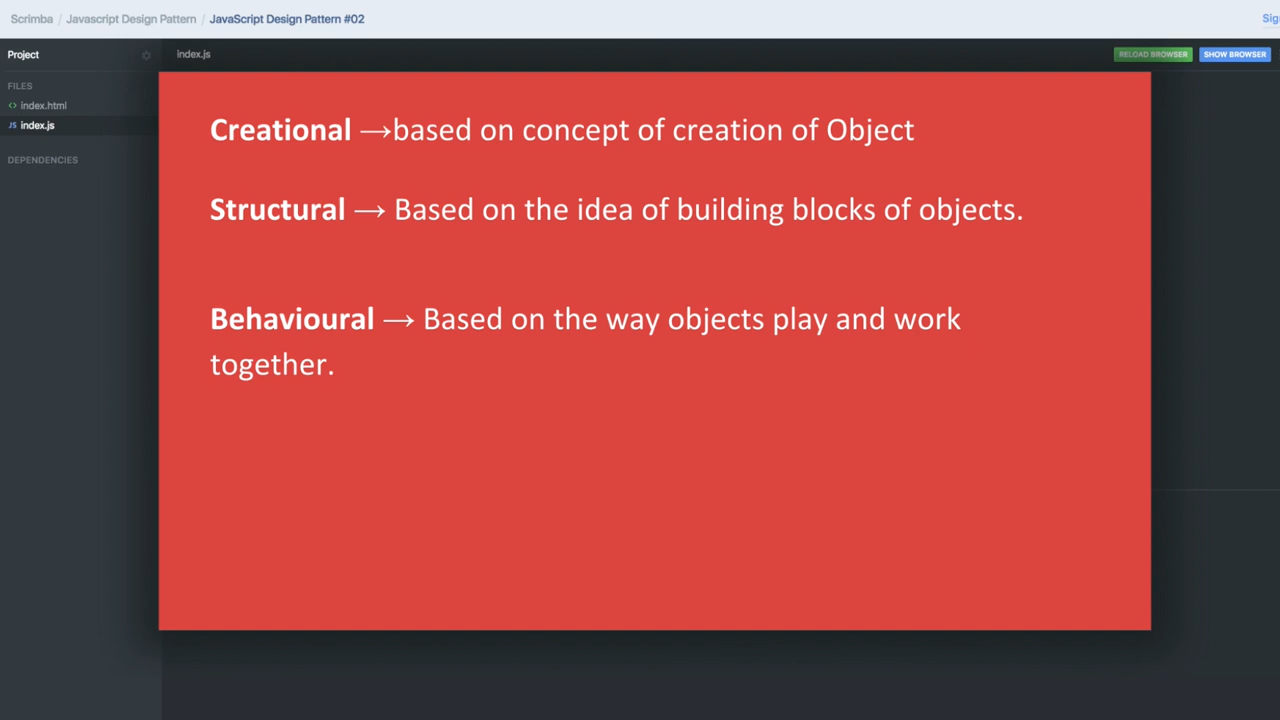 Scrimba / Javascript Design Pattern / JavaScript Design Pattern #02
Project
index.js
RELOAD BROWSER
SHOW BROWSER
FILES
<> index.html
JS index.js
DEPENDENCIES
Creational →based on concept of creation of Object
Structural → Based on the idea of building blocks of objects.
Behavioural → Based on the way objects play and work
together.